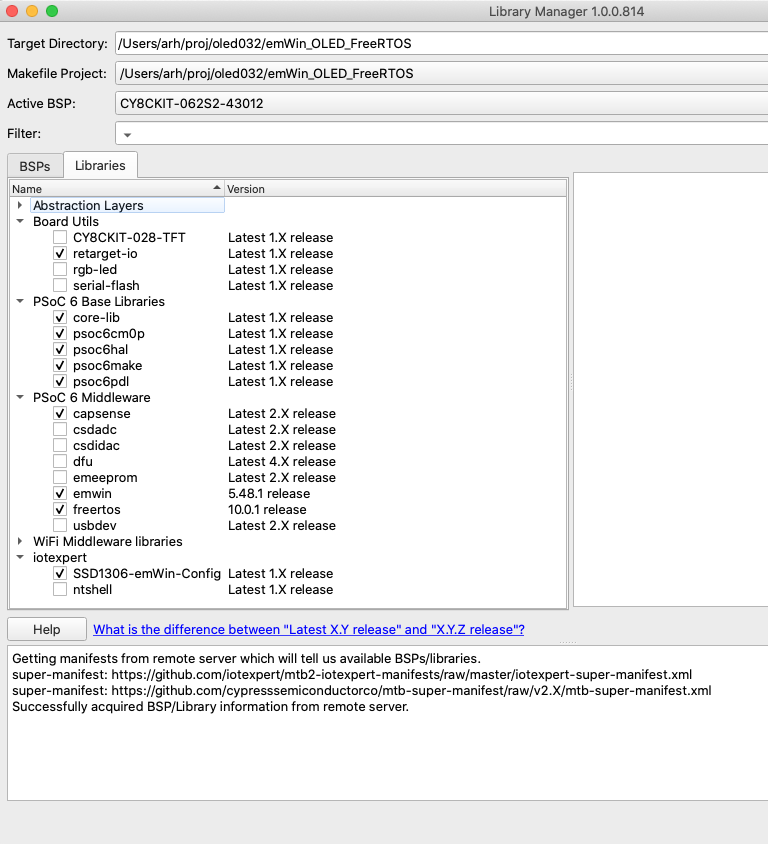 Library Manager 1.0.0.814
Target Directory: /Users/arh/proj/oled032/emWin_OLED_FreeRTOS
Makefile Project: /Users/arh/proj/oled032/emWin_OLED_FreeRTOS
Active BSP: CY8CKIT-062S2-43012
Filter:
BSPs Libraries
Name Version
Abstraction Layers
Board Utils
CY8CKIT-028-TFT Latest 1.X release
retarget-io Latest 1.X release
rgb-led Latest 1.X release
serial-flash Latest 1.X release
PSoC 6 Base Libraries
core-lib Latest 1.X release
psoc6cm0p Latest 1.X release
psoc6hal Latest 1.X release
psoc6make Latest 1.X release
psoc6pdl Latest 1.X release
PSoC 6 Middleware
capsense Latest 2.X release
csdadc Latest 2.X release
csdidac Latest 2.X release
dfu Latest 4.X release
emeeprom Latest 2.X release
emwin 5.48.1 release
freertos 10.0.1 release
usbdev Latest 2.X release
WiFi Middleware libraries
iotexpert
SSD1306-emWin-Config Latest 1.X release
ntshell Latest 1.X release
Help What is the difference between "Latest X.Y release" and "X.Y.Z release"?
Getting manifests from remote server which will tell us available BSPs/libraries.
super-manifest: https://github.com/iotexpert/mtb2-iotexpert-manifests/raw/master/iotexpert-super-manifest.xml
super-manifest: https://github.com/cypresssemiconductorco/mtb-super-manifest/raw/v2.X/mtb-super-manifest.xml
Successfully acquired BSP/Library information from remote server.